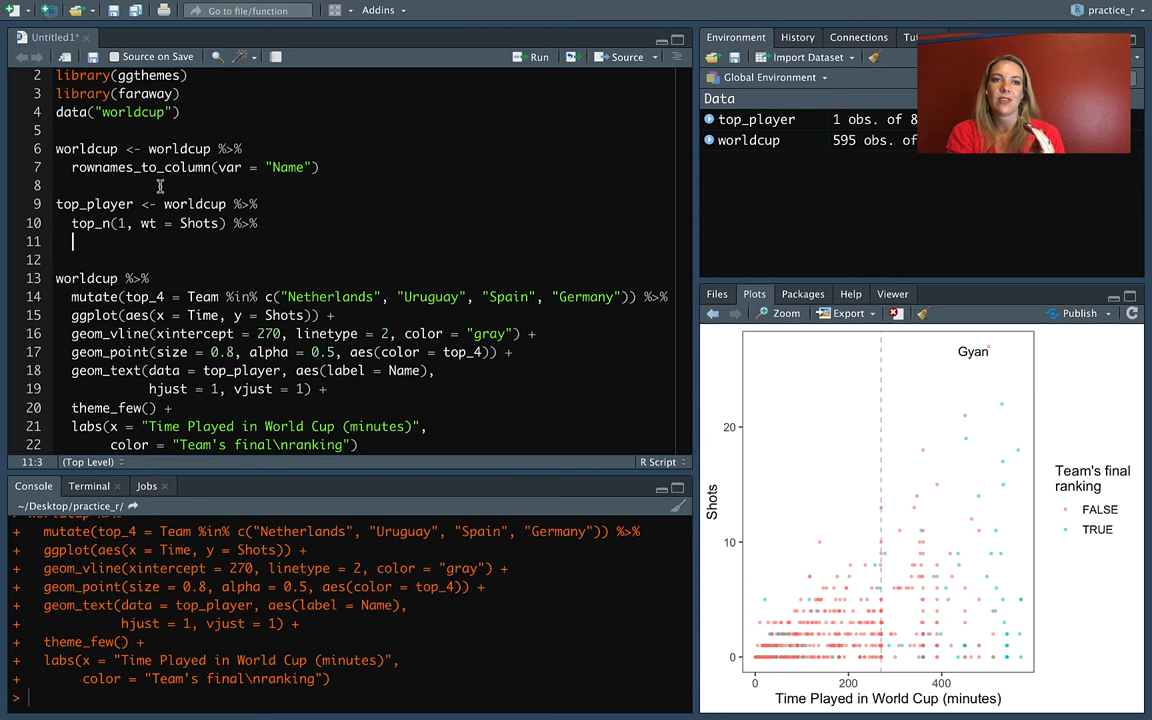 Go to file/function
Addins
practice_r
Untitled1*
Source on Save
Run
Source
2 library(ggthemes)
3 library(faraway)
4 data("worldcup")
5
6 worldcup <- worldcup %>%
7 rownames_to_column(var = "Name")
8
9 top_player <- worldcup %>%
10 top_n(1, wt = Shots) %>%
11
12
13 worldcup %>%
14 mutate(top_4 = Team %in% c("Netherlands", "Uruguay", "Spain", "Germany")) %>%
15 ggplot(aes(x = Time, y = Shots)) +
16 geom_vline(xintercept = 270, linetype = 2, color = "gray") +
17 geom_point(size = 0.8, alpha = 0.5, aes(color = top_4)) +
18 geom_text(data = top_player, aes(label = Name),
19 hjust = 1, vjust = 1) +
20 theme_few() +
21 labs(x = "Time Played in World Cup (minutes)",
22 color = "Team's final\nranking")
11:3
(Top Level)
R Script
Console
Terminal
Jobs
~/Desktop/practice_r/
+ mutate(top_4 = Team %in% c("Netherlands", "Uruguay", "Spain", "Germany")) %>%
+ ggplot(aes(x = Time, y = Shots)) +
+ geom_vline(xintercept = 270, linetype = 2, color = "gray") +
+ geom_point(size = 0.8, alpha = 0.5, aes(color = top_4)) +
+ geom_text(data = top_player, aes(label = Name),
+ hjust = 1, vjust = 1) +
+ theme_few() +
+ labs(x = "Time Played in World Cup (minutes)",
+ color = "Team's final\nranking")
>
Environment
History
Connections
Import Dataset
Global Environment
Data
top_player 1 obs. of 8
worldcup 595 obs. of
Files
Plots
Packages
Help
Viewer
Zoom
Export
Publish
Gyan
20
10
0
Shots
0
200
400
Time Played in World Cup (minutes)
Team's final
ranking
FALSE
TRUE